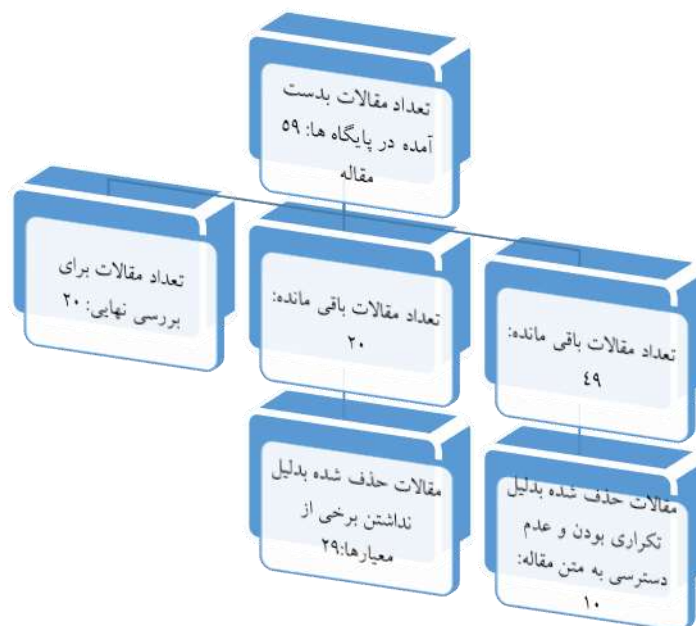 تعداد مقالات بدست
آمده در پایگاه ها: ۵۹
مقاله
تعداد مقالات باقی مانده:
۴۹
تعداد مقالات باقی مانده:
۲۰
تعداد مقالات برای
بررسی نهایی: ۲۰
مقالات حذف شده بدلیل
تکراری بودن و عدم
دسترسی به متن مقاله:
۱۰
مقالات حذف شده بدلیل
نداشتن برخی از
معیارها:۲۹